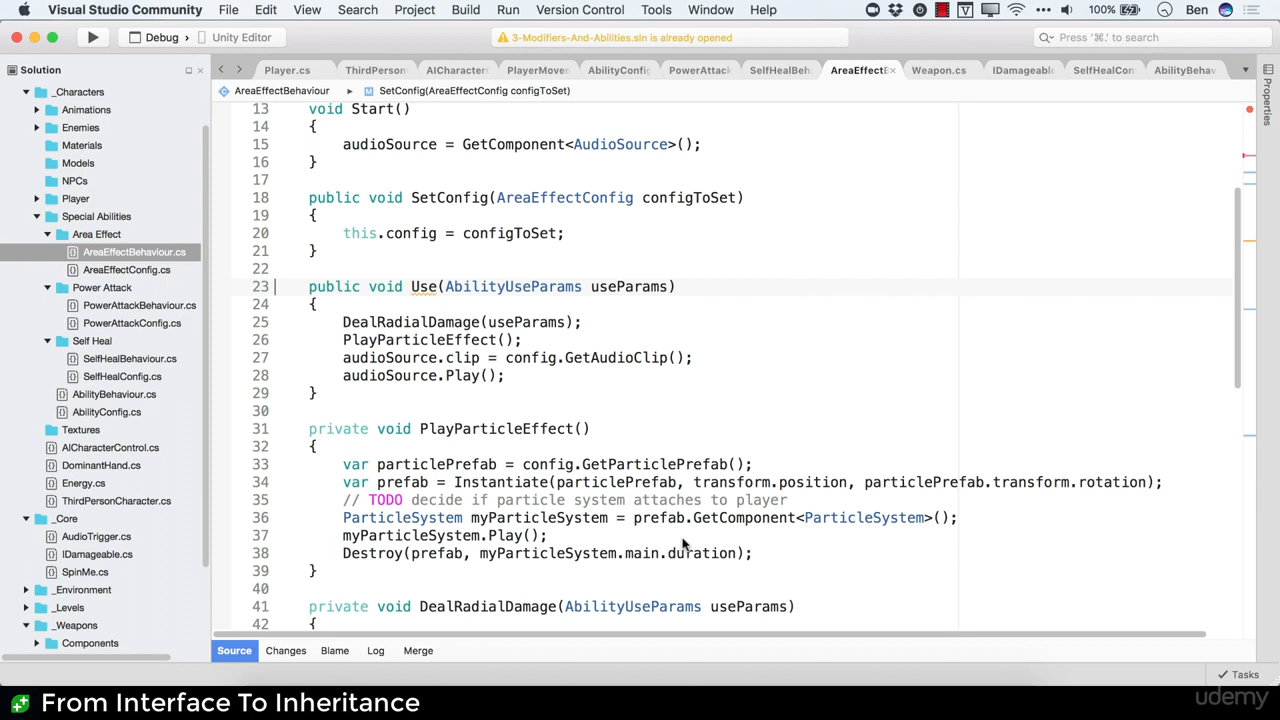 Visual Studio Community File Edit View Search Project Build Run Version Control Tools Window Help 100% Ben
Debug Unity Editor 3-Modifiers-And-Abilities.sln is already opened Press '⌘.' to search
Solution
Player.cs ThirdPerson AICharacter PlayerMover AbilityConfig PowerAttack SelfHealBeh AreaEffectB Weapon.cs IDamageable SelfHealCon AbilityBehav
AreaEffectBehaviour SetConfig(AreaEffectConfig configToSet)
_Characters
Animations
Enemies
Materials
Models
NPCs
Player
Special Abilities
Area Effect
AreaEffectBehaviour.cs
AreaEffectConfig.cs
Power Attack
PowerAttackBehaviour.cs
PowerAttackConfig.cs
Self Heal
SelfHealBehaviour.cs
SelfHealConfig.cs
AbilityBehaviour.cs
AbilityConfig.cs
Textures
AICharacterControl.cs
DominantHand.cs
Energy.cs
ThirdPersonCharacter.cs
_Core
AudioTrigger.cs
IDamageable.cs
SpinMe.cs
_Environment
_Levels
_Weapons
Components
13 void Start()
14 {
15 audioSource = GetComponent<AudioSource>();
16 }
17
18 public void SetConfig(AreaEffectConfig configToSet)
19 {
20 this.config = configToSet;
21 }
22
23 public void Use(AbilityUseParams useParams)
24 {
25 DealRadialDamage(useParams);
26 PlayParticleEffect();
27 audioSource.clip = config.GetAudioClip();
28 audioSource.Play();
29 }
30
31 private void PlayParticleEffect()
32 {
33 var particlePrefab = config.GetParticlePrefab();
34 var prefab = Instantiate(particlePrefab, transform.position, particlePrefab.transform.rotation);
35 // TODO decide if particle system attaches to player
36 ParticleSystem myParticleSystem = prefab.GetComponent<ParticleSystem>();
37 myParticleSystem.Play();
38 Destroy(prefab, myParticleSystem.main.duration);
39 }
40
41 private void DealRadialDamage(AbilityUseParams useParams)
42 {
Properties
Source Changes Blame Log Merge
Tasks
From Interface To Inheritance
udemy